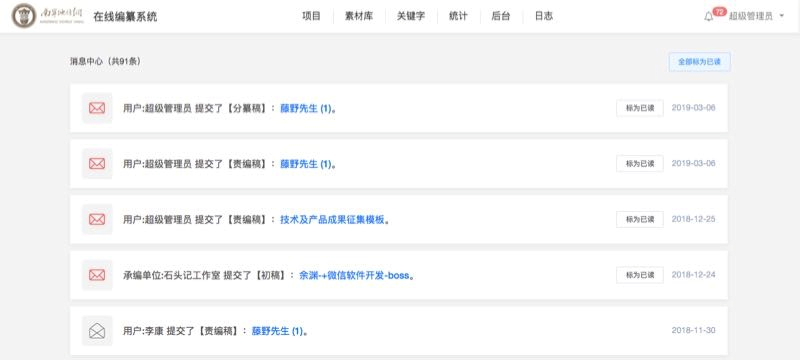 在线编纂系统
项目 素材库 关键字 统计 后台 日志
72 超级管理员
消息中心（共91条）
全部标为已读
用户:超级管理员 提交了【分纂稿】： 藤野先生 (1)。 标为已读 2019-03-06
用户:超级管理员 提交了【责编稿】： 藤野先生 (1)。 标为已读 2019-03-06
用户:超级管理员 提交了【责编稿】： 技术及产品成果征集模板。 标为已读 2018-12-25
承编单位:石头记工作室 提交了【初稿】： 余渊-+微信软件开发-boss。 标为已读 2018-12-24
用户:李康 提交了【责编稿】： 藤野先生 (1)。 2018-11-30